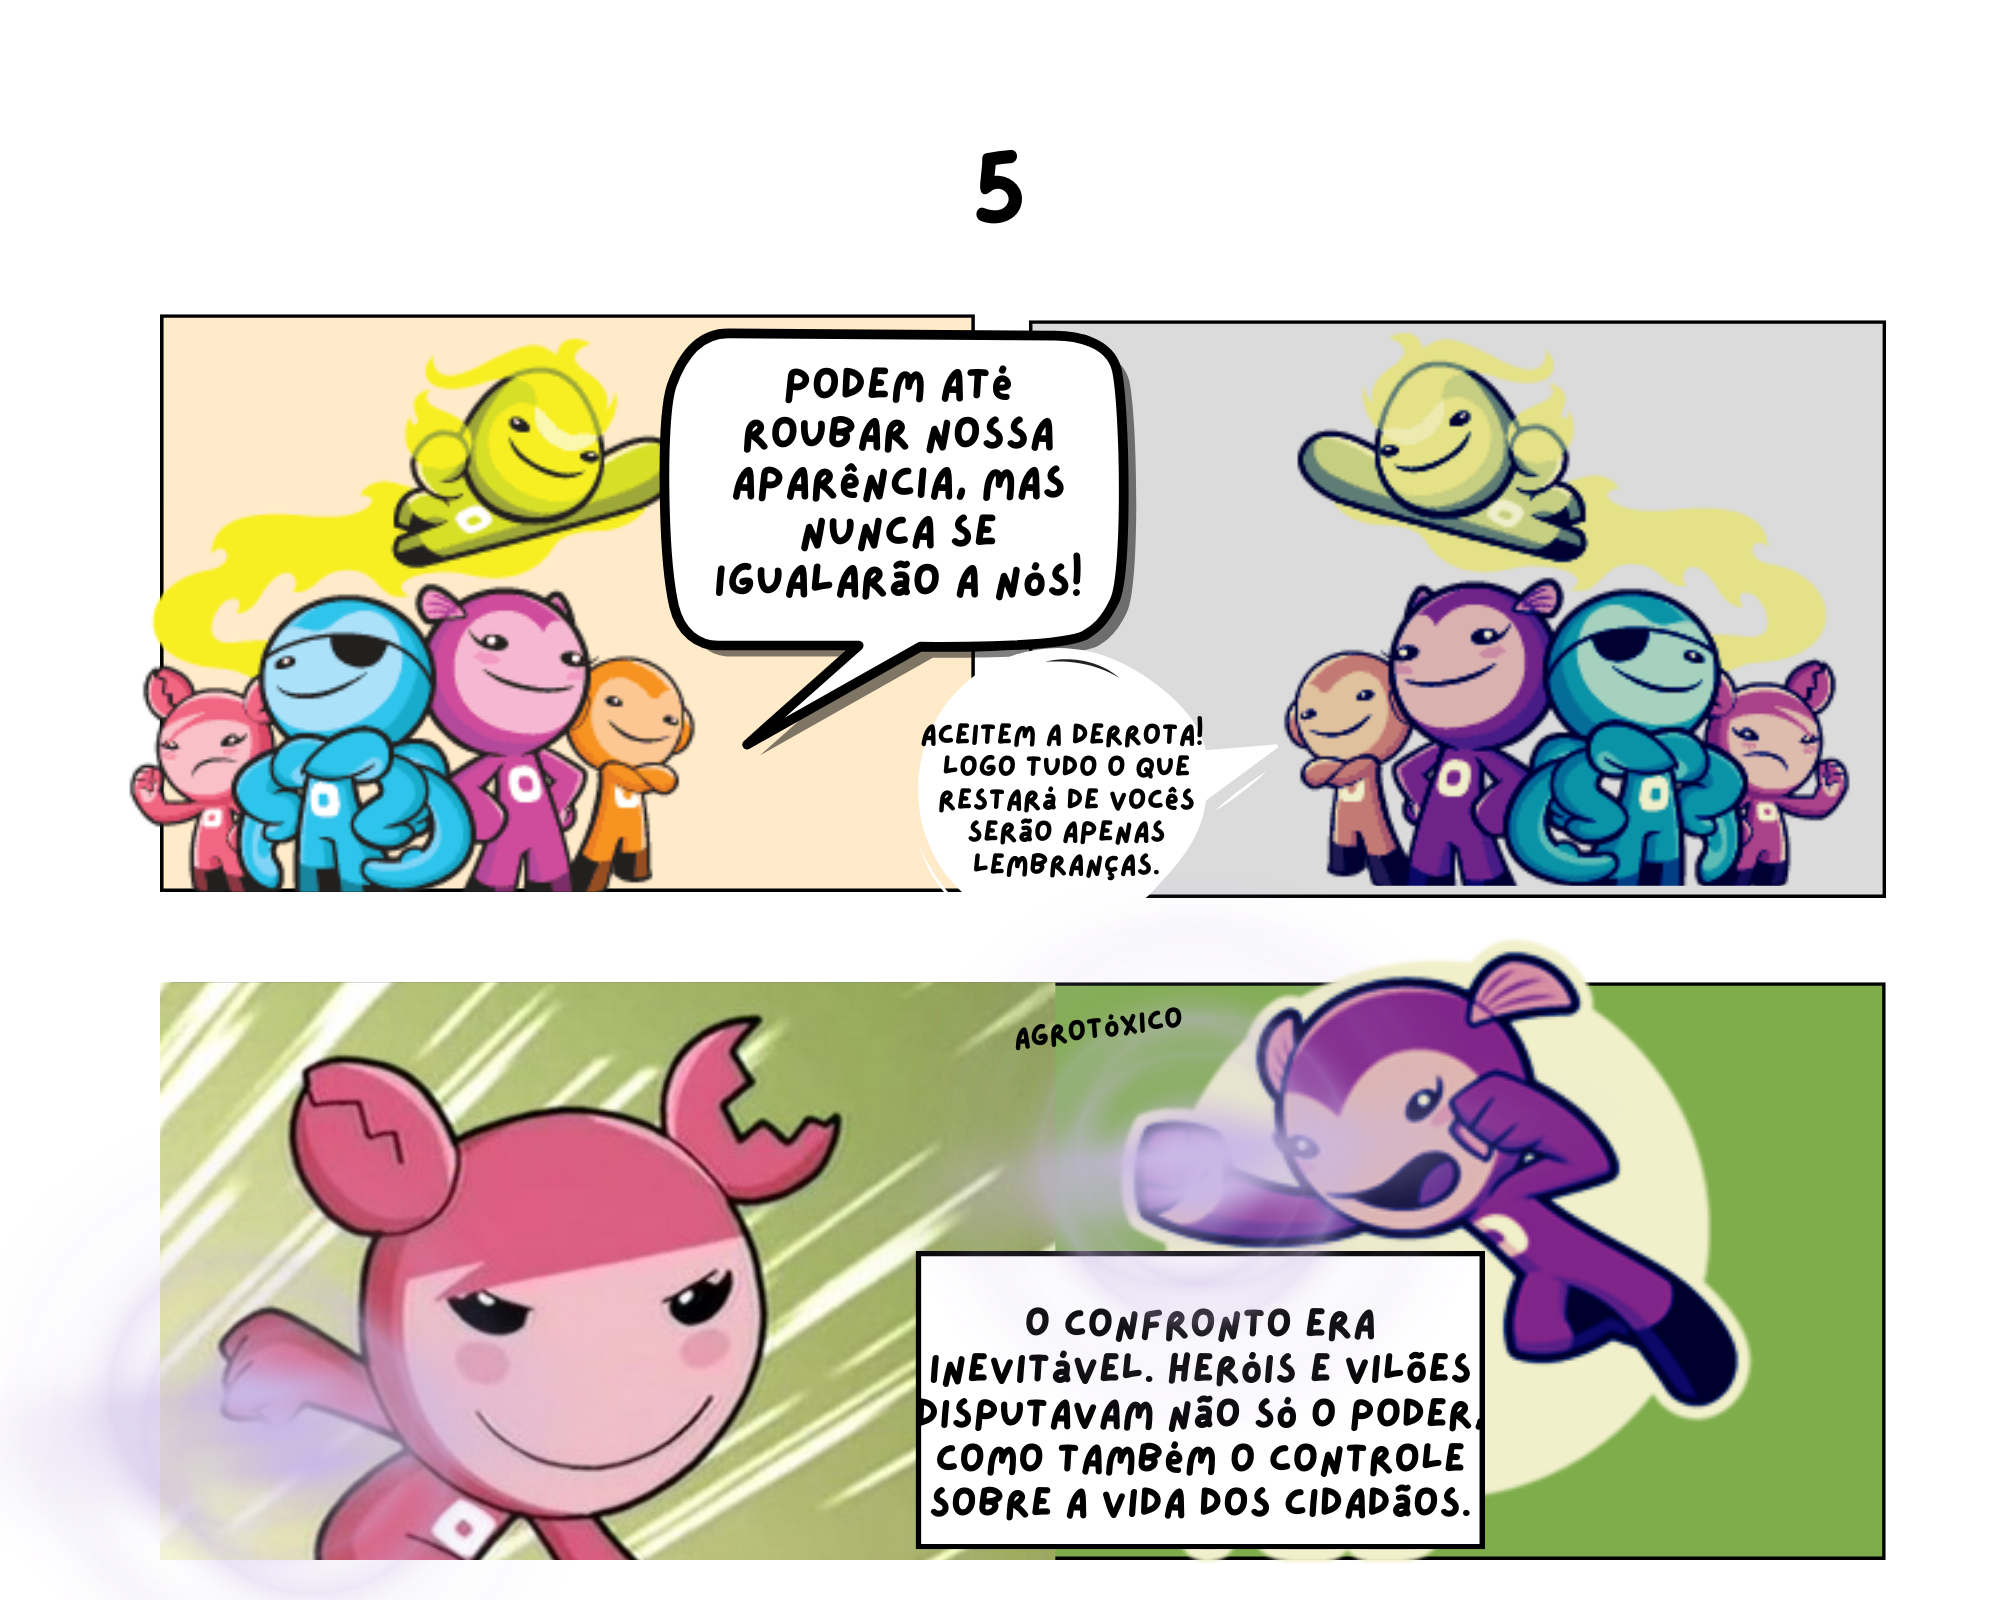 5
PODEM ATÉ
ROUBAR NOSSA
APARÊNCIA, MAS
NUNCA SE
IGUALARÃO A NÓS!
ACEITEM A DERROTA!
LOGO TUDO O QUE
RESTARÁ DE VOCÊS
SERÃO APENAS
LEMBRANÇAS.
AGROTÓXICO
O CONFRONTO ERA
INEVITÁVEL. HERÓIS E VILÕES
DISPUTAVAM NÃO SÓ O PODER,
COMO TAMBÉM O CONTROLE
SOBRE A VIDA DOS CIDADÃOS.